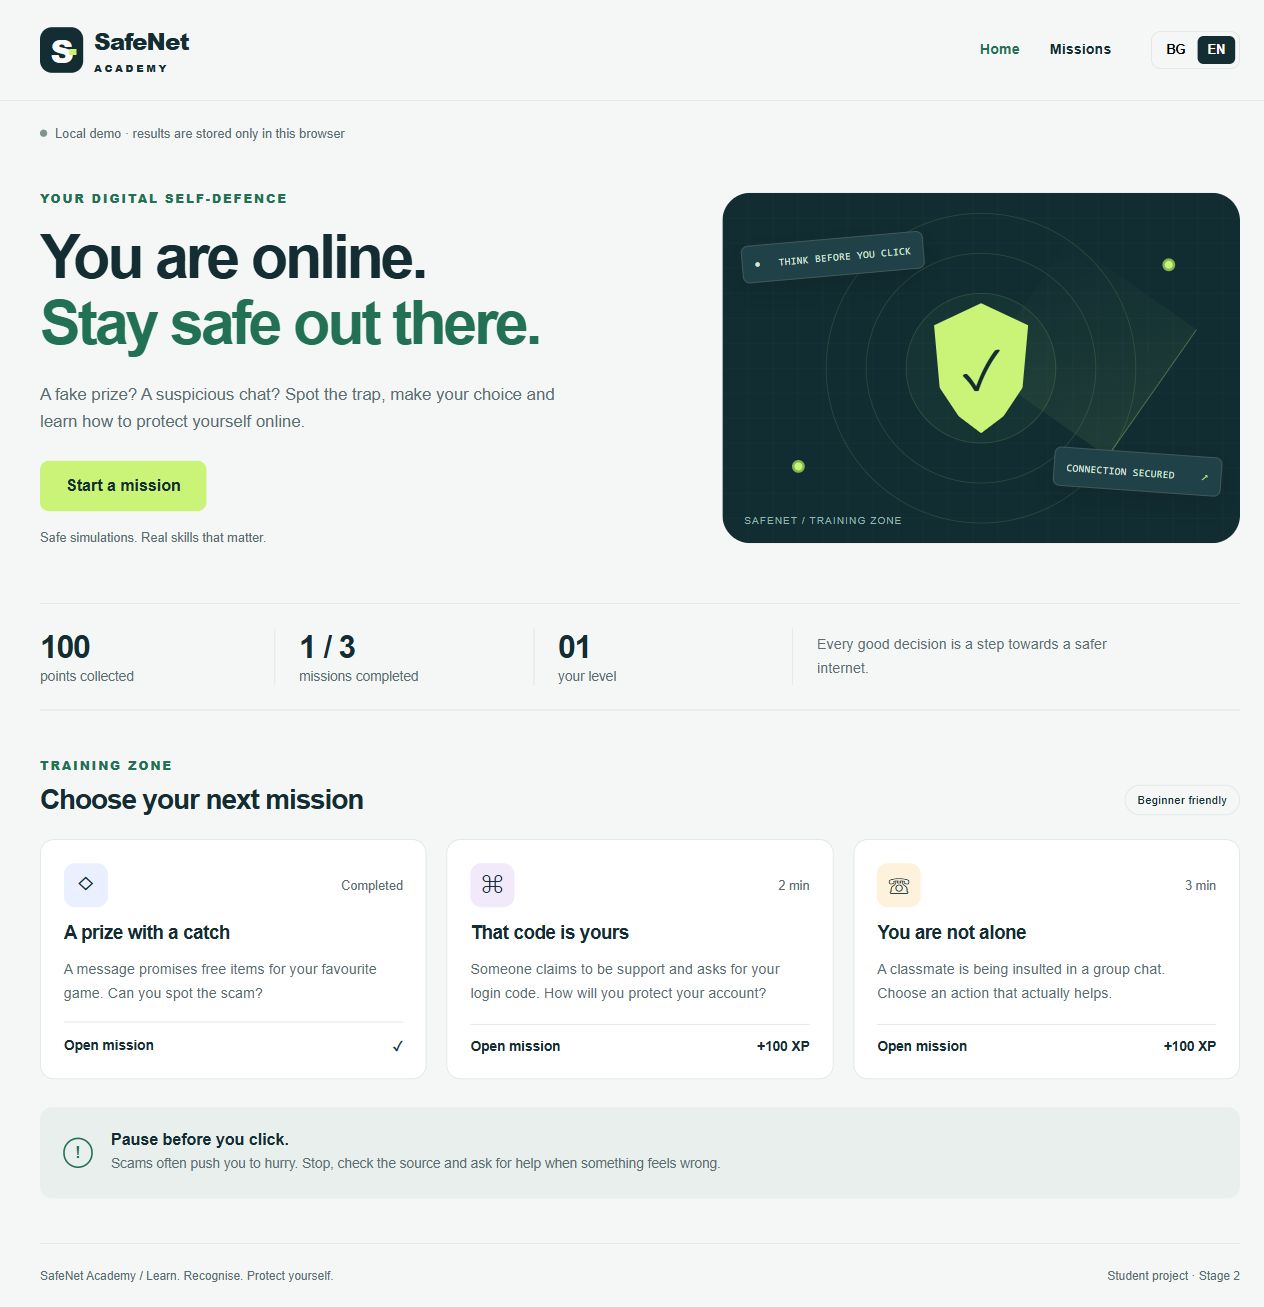 SafeNet
ACADEMY
Home Missions BG EN
Local demo · results are stored only in this browser
YOUR DIGITAL SELF-DEFENCE
You are online.
Stay safe out there.
A fake prize? A suspicious chat? Spot the trap, make your choice and
learn how to protect yourself online.
Start a mission
Safe simulations. Real skills that matter.
THINK BEFORE YOU CLICK
CONNECTION SECURED ↗
SAFENET / TRAINING ZONE
100
points collected
1 / 3
missions completed
01
your level
Every good decision is a step towards a safer
internet.
TRAINING ZONE
Choose your next mission
Beginner friendly
Completed
A prize with a catch
A message promises free items for your favourite
game. Can you spot the scam?
Open mission ✓
2 min
That code is yours
Someone claims to be support and asks for your
login code. How will you protect your account?
Open mission +100 XP
3 min
You are not alone
A classmate is being insulted in a group chat.
Choose an action that actually helps.
Open mission +100 XP
!
Pause before you click.
Scams often push you to hurry. Stop, check the source and ask for help when something feels wrong.
SafeNet Academy / Learn. Recognise. Protect yourself.
Student project · Stage 2